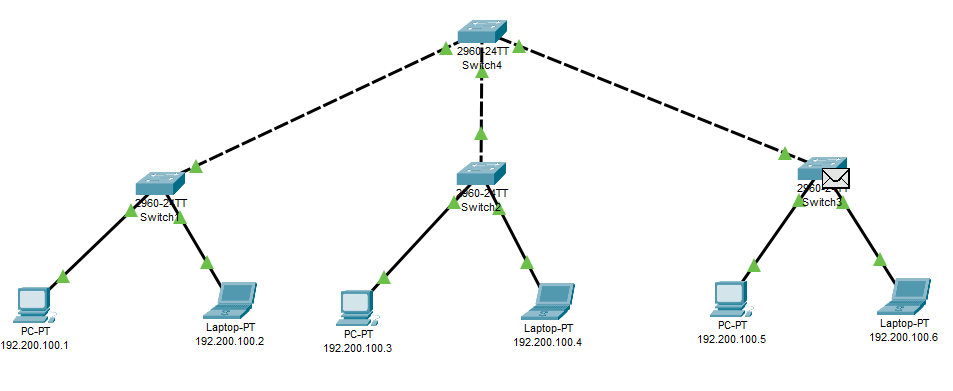 2960-24TT
Switch4
2960-24TT
Switch1
2960-24TT
Switch2
2960-24TT
Switch3
PC-PT
192.200.100.1
Laptop-PT
192.200.100.2
PC-PT
192.200.100.3
Laptop-PT
192.200.100.4
PC-PT
192.200.100.5
Laptop-PT
192.200.100.6